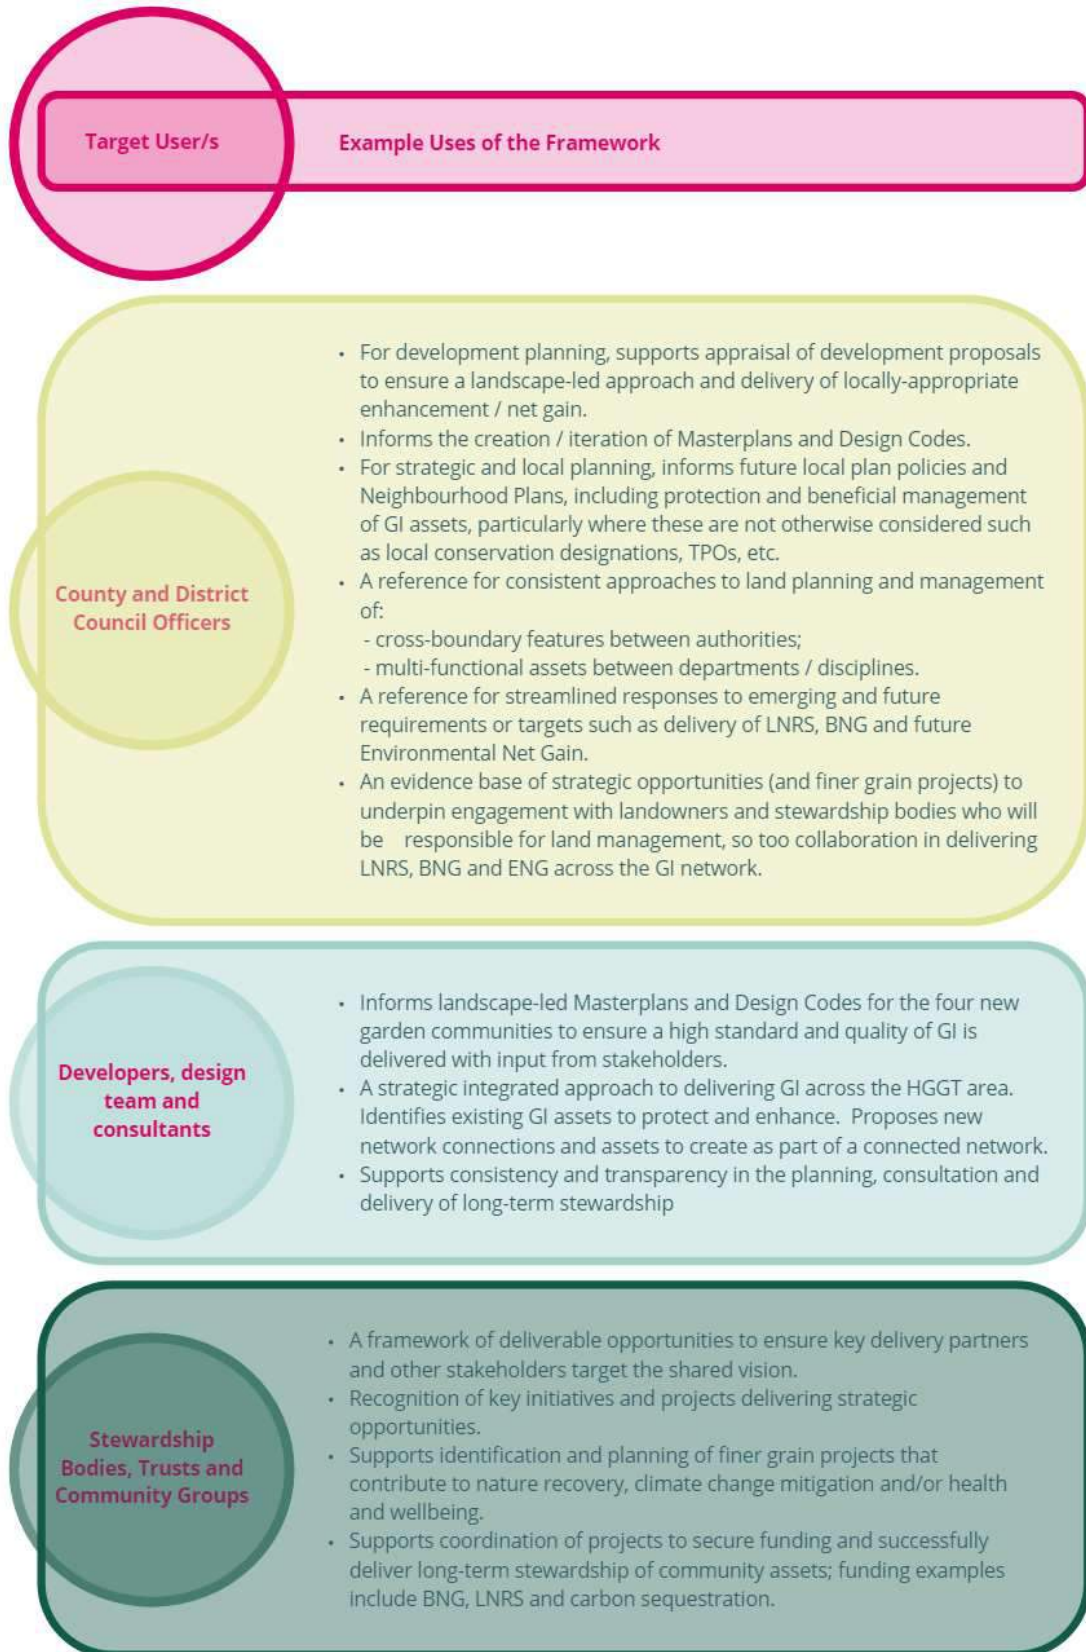 Target User/s
Example Uses of the Framework
County and District
Council Officers
• For development planning, supports appraisal of development proposals
to ensure a landscape-led approach and delivery of locally-appropriate
enhancement / net gain.
• Informs the creation / iteration of Masterplans and Design Codes.
• For strategic and local planning, informs future local plan policies and
Neighbourhood Plans, including protection and beneficial management
of GI assets, particularly where these are not otherwise considered such
as local conservation designations, TPOs, etc.
• A reference for consistent approaches to land planning and management
of:
- cross-boundary features between authorities;
- multi-functional assets between departments / disciplines.
• A reference for streamlined responses to emerging and future
requirements or targets such as delivery of LNRS, BNG and future
Environmental Net Gain.
• An evidence base of strategic opportunities (and finer grain projects) to
underpin engagement with landowners and stewardship bodies who will
be responsible for land management, so too collaboration in delivering
LNRS, BNG and ENG across the GI network.
Developers, design
team and
consultants
• Informs landscape-led Masterplans and Design Codes for the four new
garden communities to ensure a high standard and quality of GI is
delivered with input from stakeholders.
• A strategic integrated approach to delivering GI across the HGGT area.
Identifies existing GI assets to protect and enhance. Proposes new
network connections and assets to create as part of a connected network.
• Supports consistency and transparency in the planning, consultation and
delivery of long-term stewardship
Stewardship
Bodies, Trusts and
Community Groups
• A framework of deliverable opportunities to ensure key delivery partners
and other stakeholders target the shared vision.
• Recognition of key initiatives and projects delivering strategic
opportunities.
• Supports identification and planning of finer grain projects that
contribute to nature recovery, climate change mitigation and/or health
and wellbeing.
• Supports coordination of projects to secure funding and successfully
deliver long-term stewardship of community assets; funding examples
include BNG, LNRS and carbon sequestration.